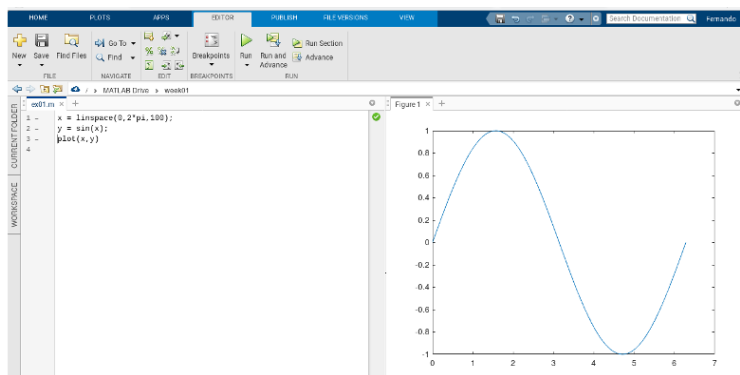 HOME PLOTS APPS EDITOR PUBLISH FILE VERSIONS VIEW Search Documentation Fernando
New Save Find Files Go To Find Breakpoints Run Run and Advance Run Section Advance
FILE NAVIGATE EDIT BREAKPOINTS RUN
/ › MATLAB Drive › week01
CURRENT FOLDER
WORKSPACE
ex01.m × +
1 – x = linspace(0,2*pi,100);
2 – y = sin(x);
3 – plot(x,y)
4
Figure 1 × +
1
0.8
0.6
0.4
0.2
0
-0.2
-0.4
-0.6
-0.8
-1
0 1 2 3 4 5 6 7